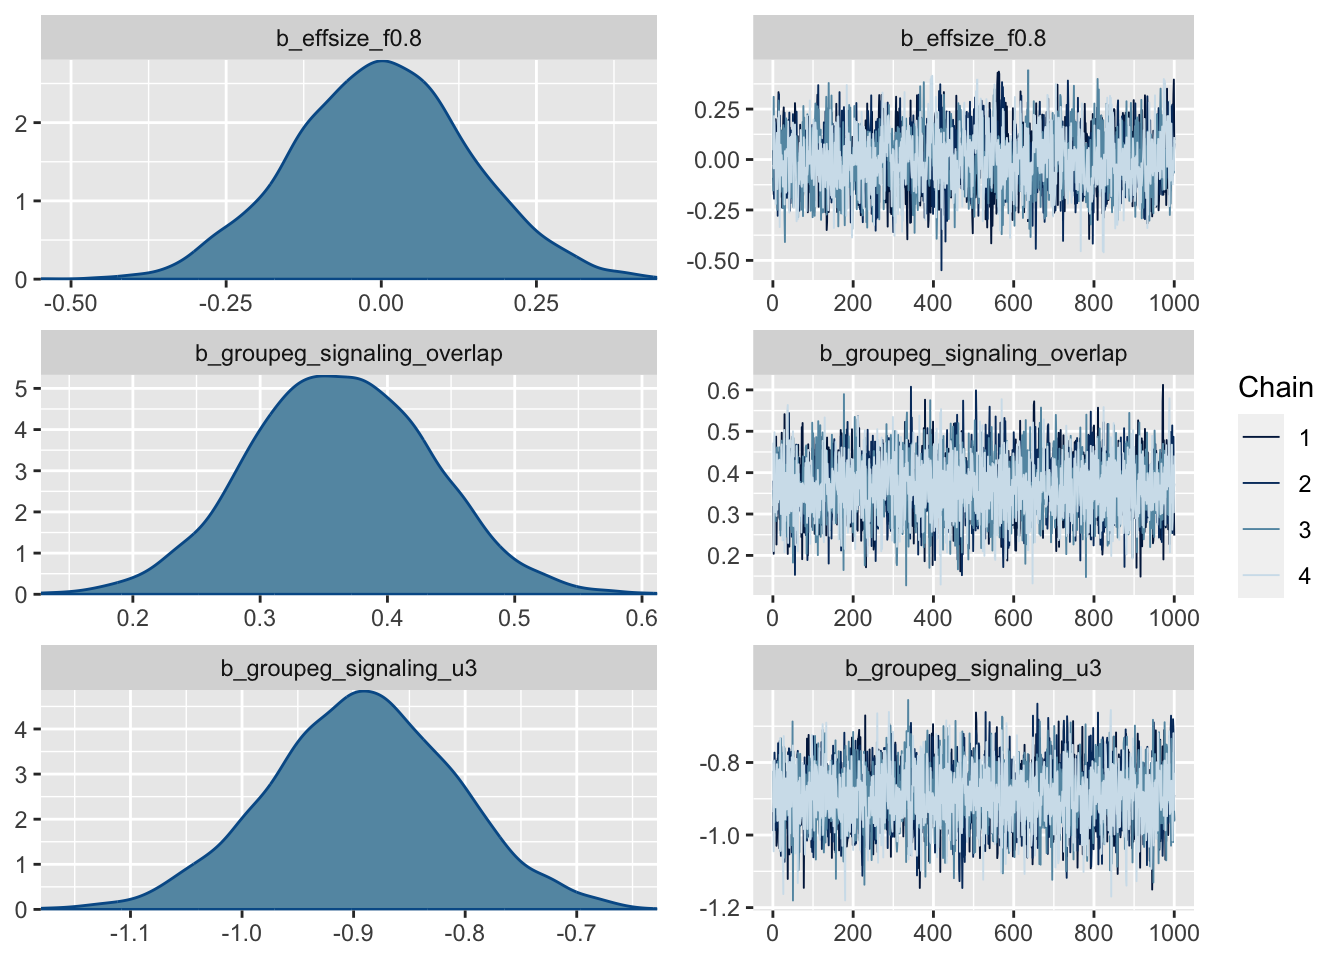 b_effsize_f0.8
2
1
0
-0.50 -0.25 0.00 0.25
b_effsize_f0.8
0.25
0.00
-0.25
-0.50
0 200 400 600 800 1000
b_groupeg_signaling_overlap
5
4
3
2
1
0
0.2 0.3 0.4 0.5 0.6
b_groupeg_signaling_overlap
0.6
0.5
0.4
0.3
0.2
0 200 400 600 800 1000
b_groupeg_signaling_u3
4
3
2
1
0
-1.1 -1.0 -0.9 -0.8 -0.7
b_groupeg_signaling_u3
-0.8
-1.0
-1.2
0 200 400 600 800 1000
Chain
1
2
3
4